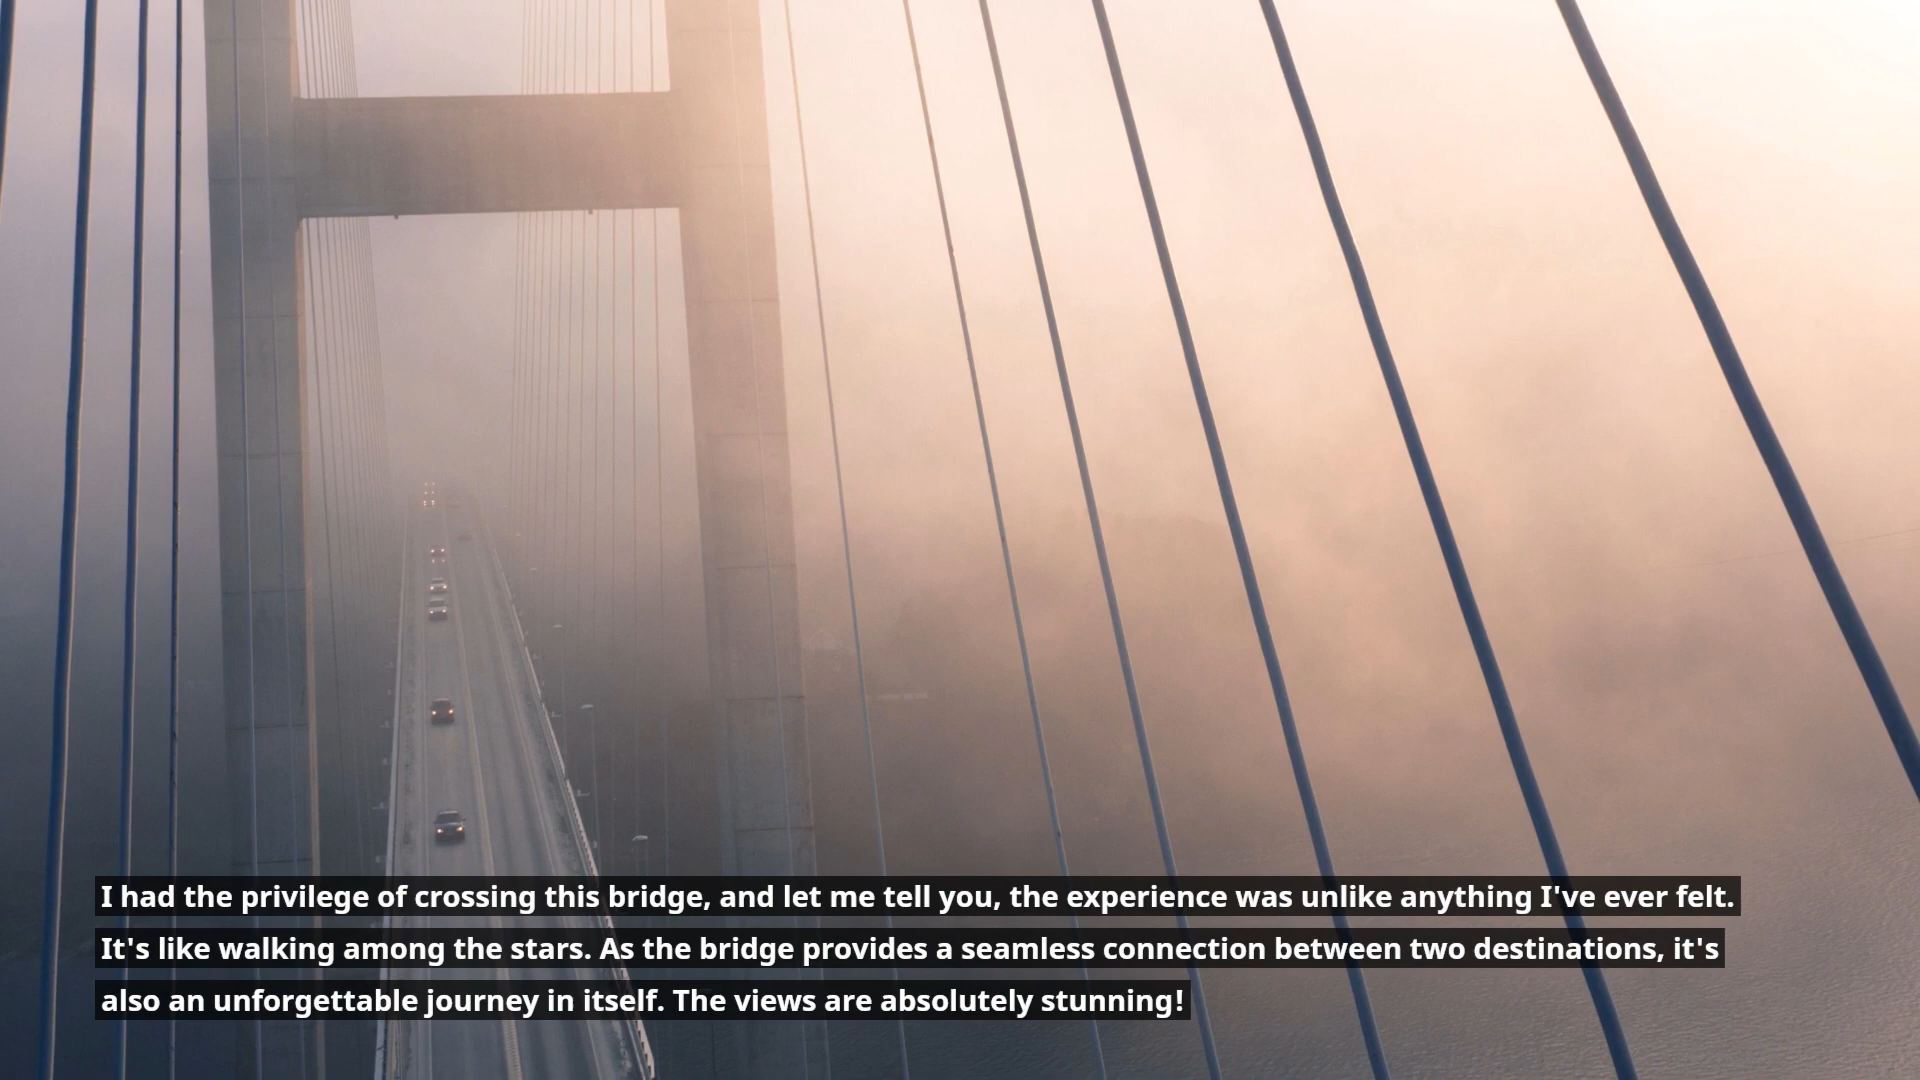 I had the privilege of crossing this bridge, and let me tell you, the experience was unlike anything I've ever felt.
It's like walking among the stars. As the bridge provides a seamless connection between two destinations, it's
also an unforgettable journey in itself. The views are absolutely stunning!